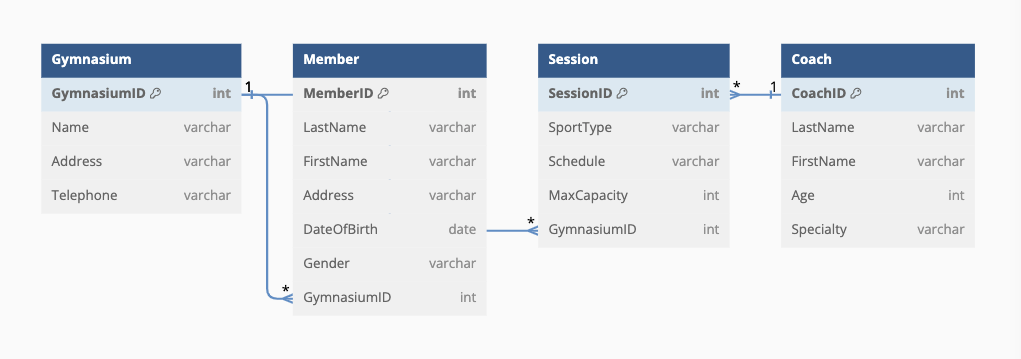 Gymnasium
GymnasiumID int
Name varchar
Address varchar
Telephone varchar
1
*
Member
MemberID int
LastName varchar
FirstName varchar
Address varchar
DateOfBirth date
Gender varchar
GymnasiumID int
*
Session
SessionID int
SportType varchar
Schedule varchar
MaxCapacity int
GymnasiumID int
* 1
Coach
CoachID int
LastName varchar
FirstName varchar
Age int
Specialty varchar